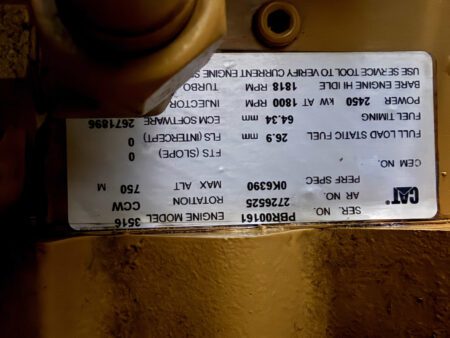 CAT
SER. NO. PBR00161 ENGINE MODEL 3516
AR NO. 2726525 ROTATION CCW
PERF SPEC 0K6390 MAX ALT 750 M
CEM NO.
FTS (SLOPE) 0
FULL LOAD STATIC FUEL 26.9 mm FLS (INTERCEPT) 0
FUEL TIMING 64.34 mm ECM SOFTWARE 2671896
POWER 2450 kW AT 1800 RPM INJECTOR
BARE ENGINE HI IDLE 1818 RPM TURBO
USE SERVICE TOOL TO VERIFY CURRENT ENGINE